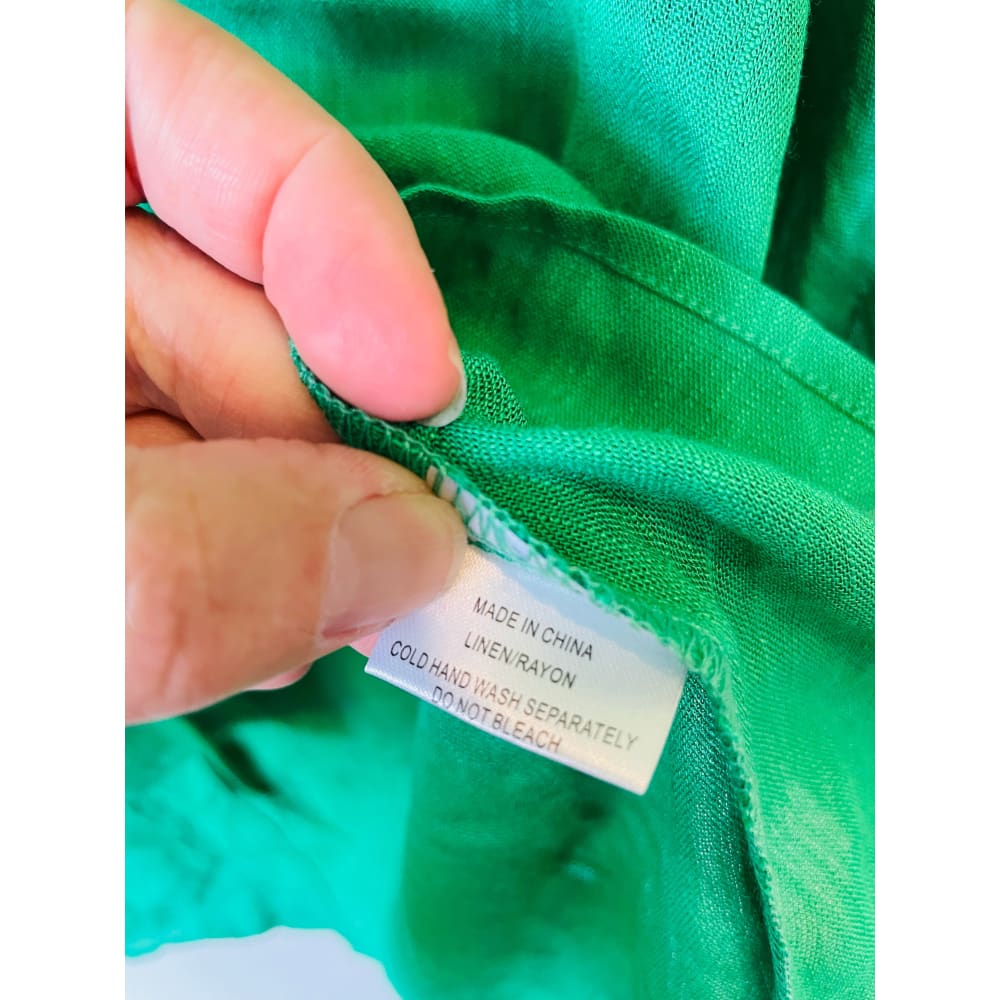 MADE IN CHINA
LINEN/RAYON
COLD HAND WASH SEPARATELY
DO NOT BLEACH